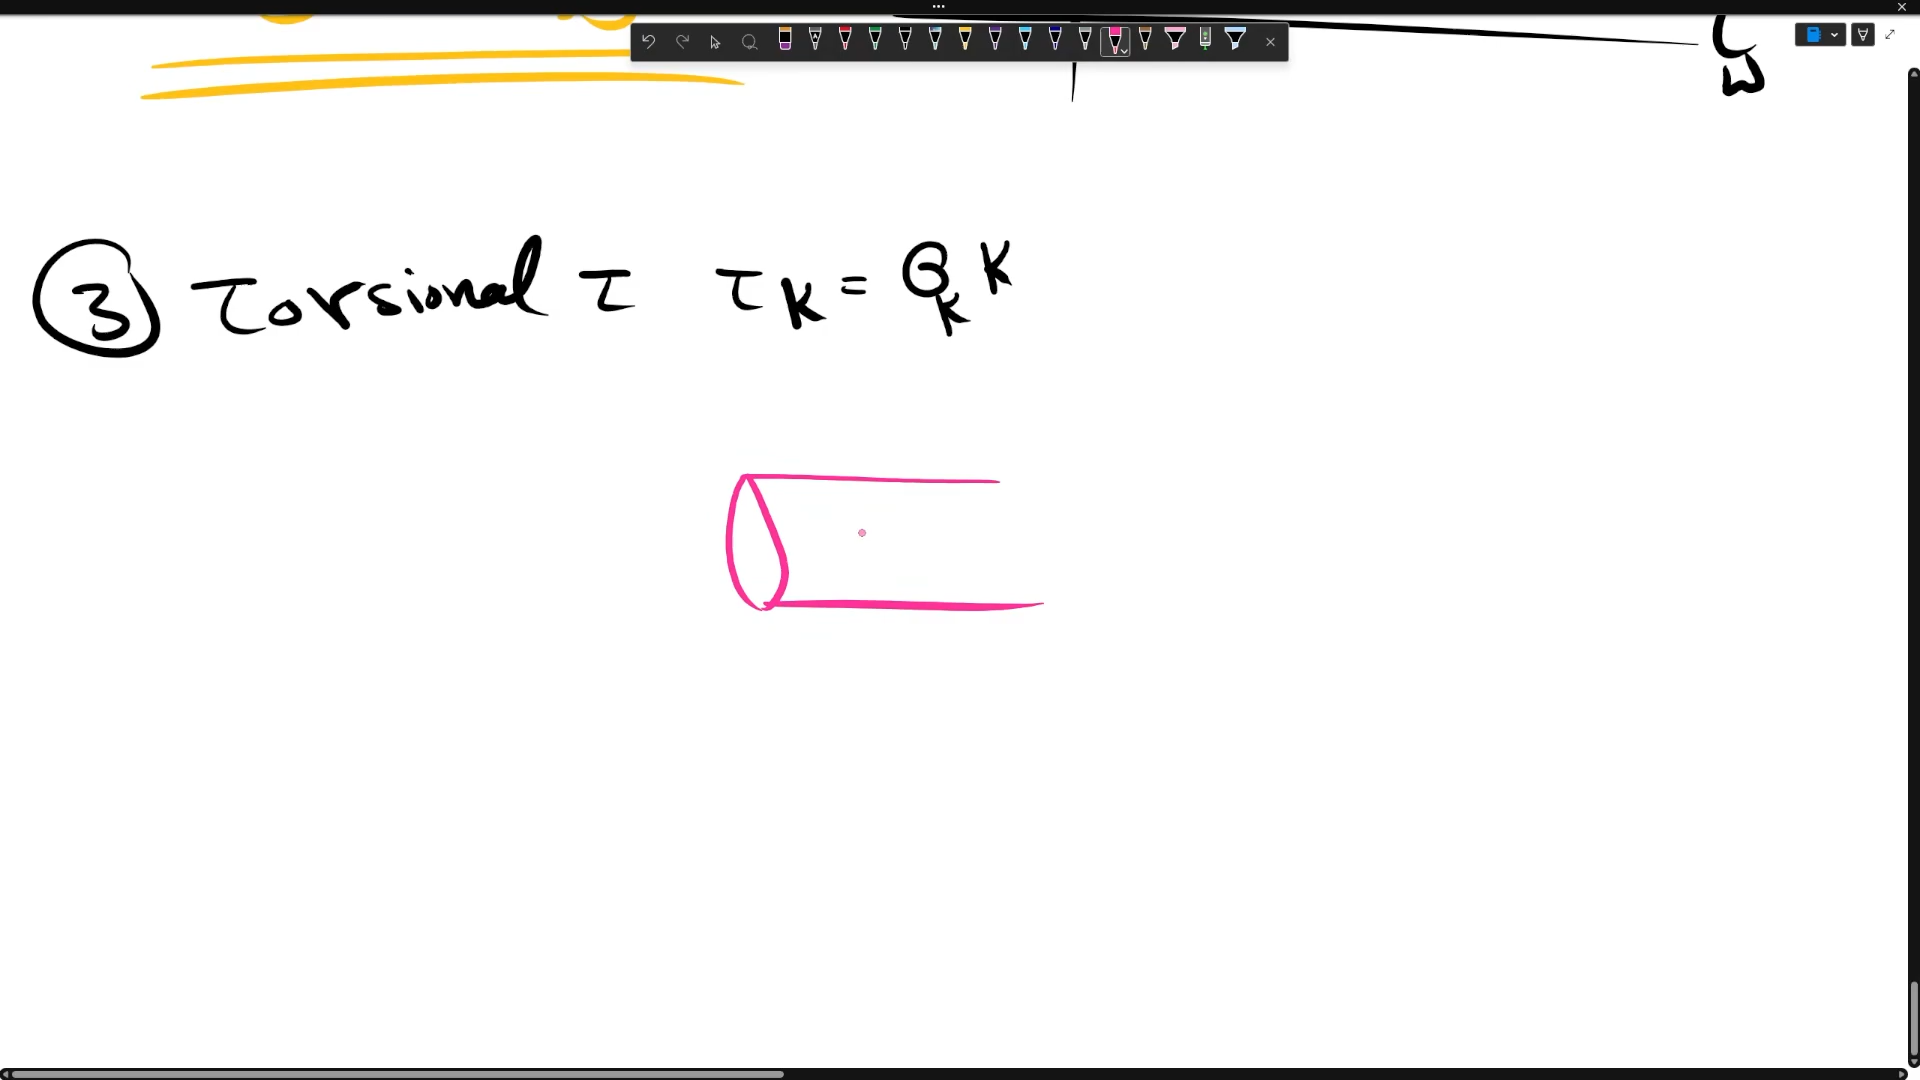 ③ Torsional τ τₖ = Θₖ K